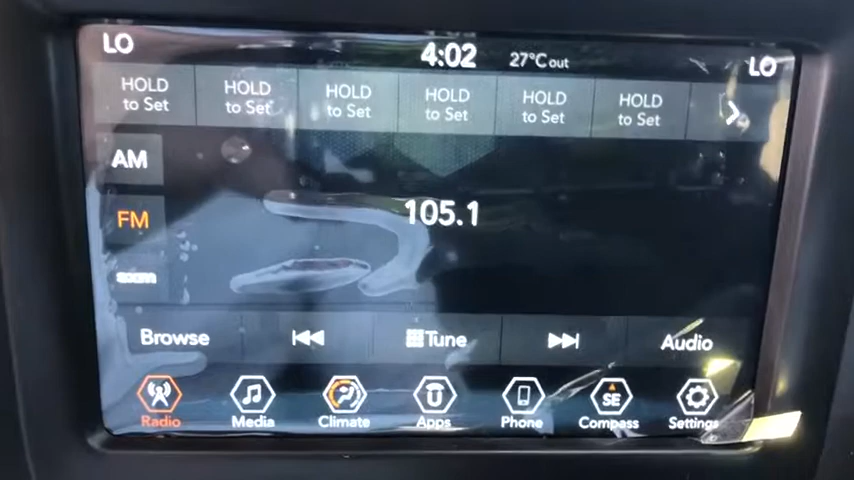 LO 4:02 27°C out LO
HOLD to Set
HOLD to Set
HOLD to Set
HOLD to Set
HOLD to Set
HOLD to Set
AM
FM
105.1
sxm
Browse Tune Audio
SE
Radio Media Climate Apps Phone Compass Settings